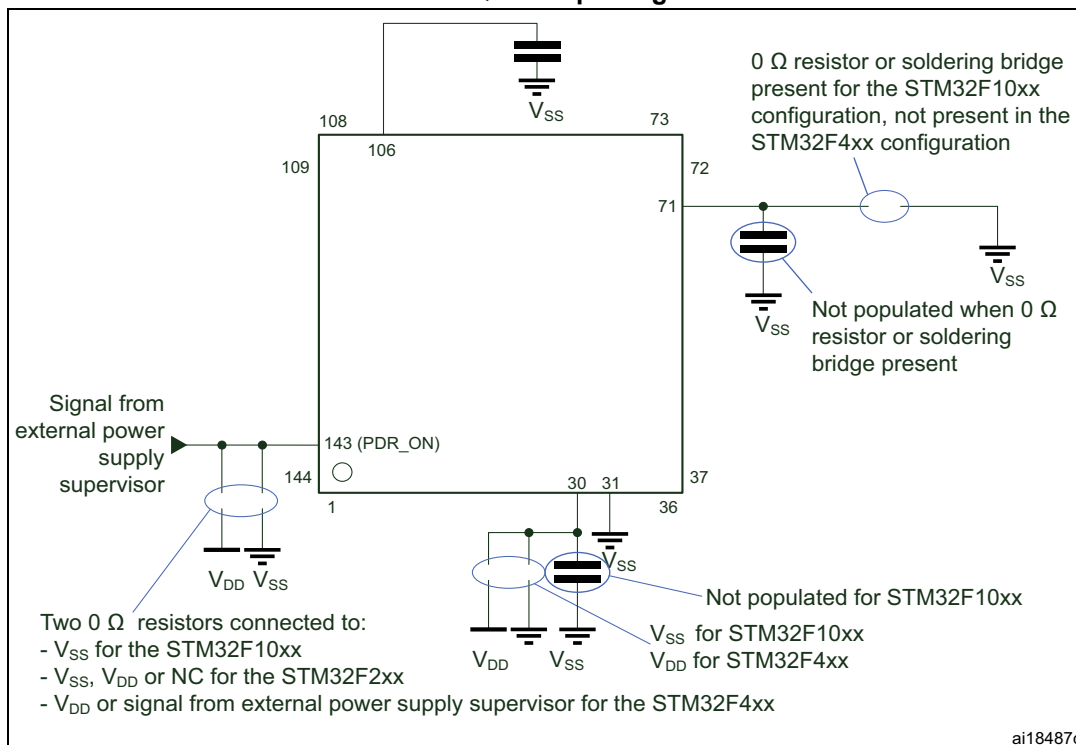 108
106
73
109
72
71
V_SS
0 Ω resistor or soldering bridge
present for the STM32F10xx
configuration, not present in the
STM32F4xx configuration
V_SS
V_SS
Not populated when 0 Ω
resistor or soldering
bridge present
Signal from
external power
supply
supervisor
143 (PDR_ON)
144
1
30
31
37
36
V_DD
V_SS
V_SS
Two 0 Ω resistors connected to:
- V_SS for the STM32F10xx
- V_SS, V_DD or NC for the STM32F2xx
- V_DD or signal from external power supply supervisor for the STM32F4xx
V_DD
V_SS
Not populated for STM32F10xx
V_SS for STM32F10xx
V_DD for STM32F4xx